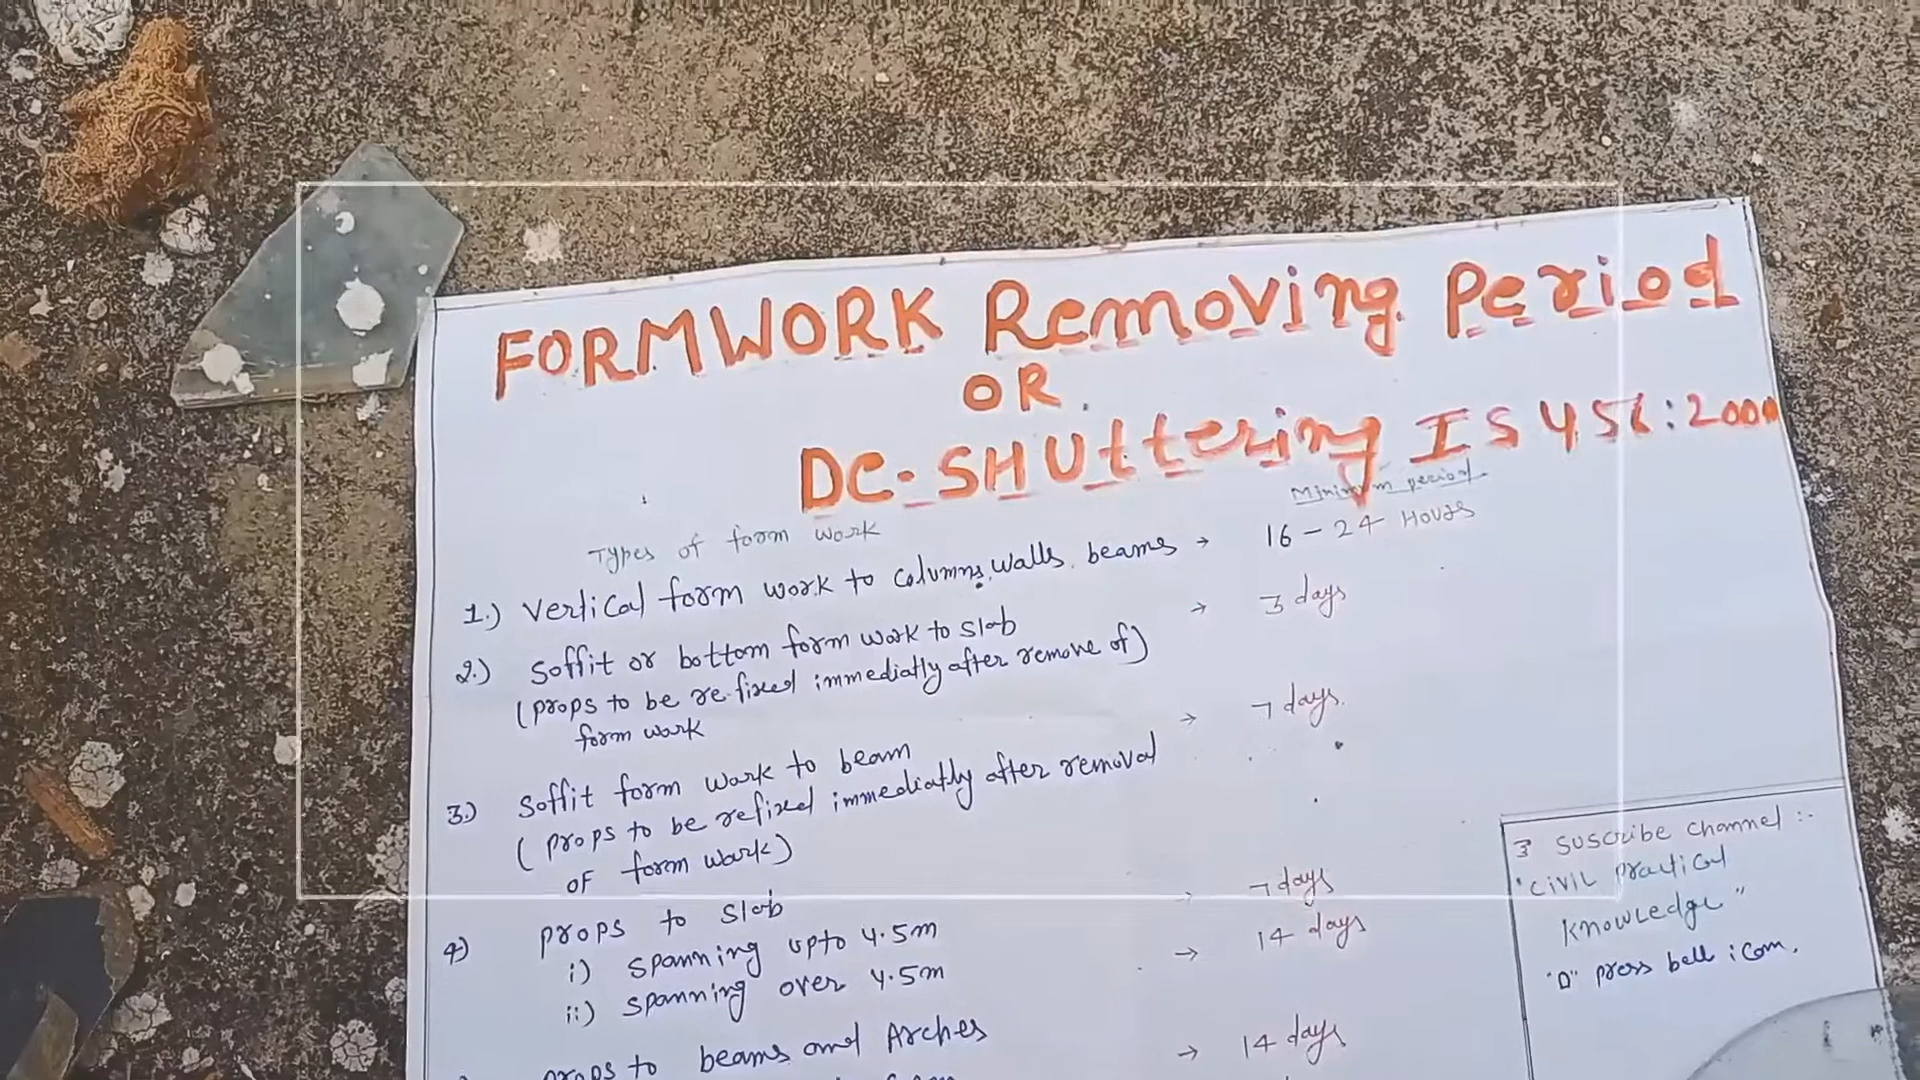 FORMWORK Removing Period
OR
DC-SHUttering IS 456:2000
Types of form work
Minimum period
1.) Vertical form work to columns, walls, beams → 16 - 24 Hours
2.) Soffit or bottom form work to slab → 3 days
(props to be re-fixed immediatly after remove of)
form work
3.) Soffit form work to beam → 7 days.
(props to be refixed immediatly after removal
OF form work)
4) props to slab
i) spanning upto 4.5m → 7 days
ii) spanning over 4.5m → 14 days
props to beams and Arches
→ 14 days
SUSCRIBE channel :-
"CIVIL practical
KnowLedge"
"D" press bell icom.